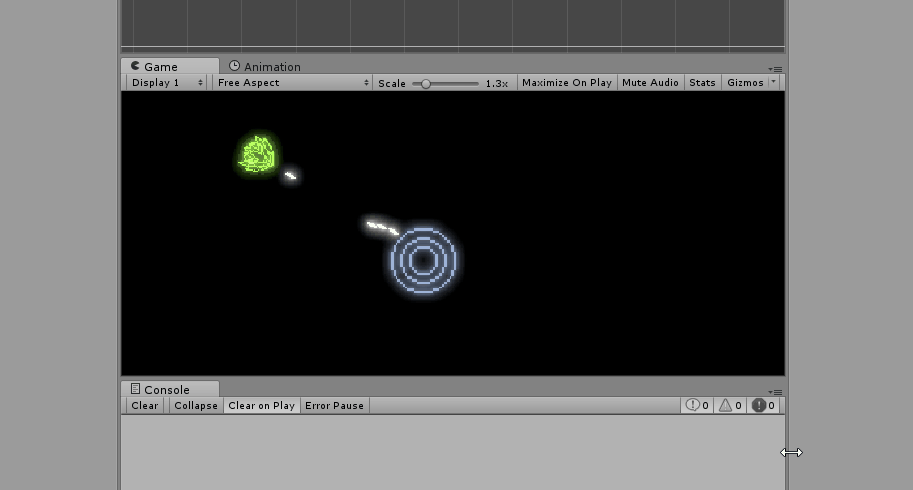 Game Animation
Display 1 Free Aspect Scale 1.3x Maximize On Play Mute Audio Stats Gizmos
Console
Clear Collapse Clear on Play Error Pause 0 0 0